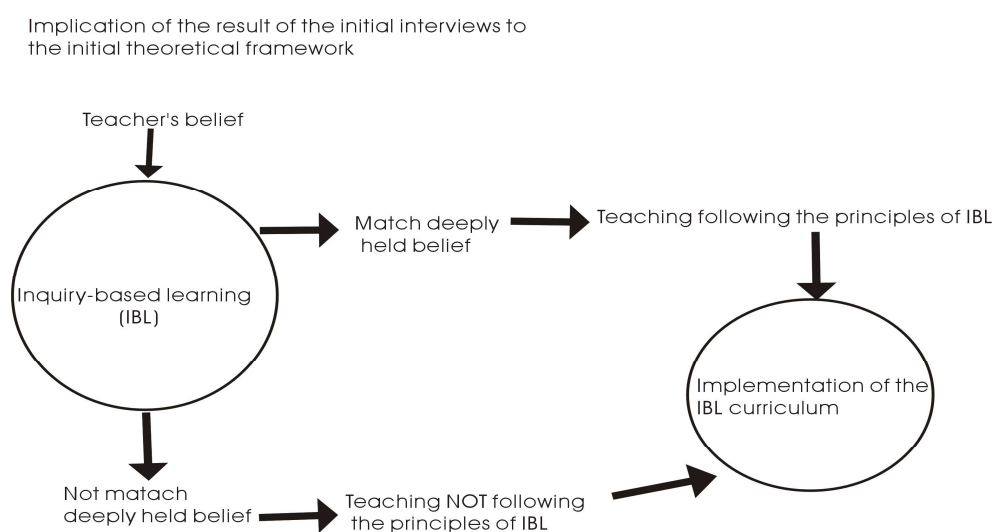 Implication of the result of the initial interviews to
the initial theoretical framework
Teacher's belief
Match deeply
held belief
Teaching following the principles of IBL
Inquiry-based learning
(IBL)
Implementation of the
IBL curriculum
Not matach
deeply held belief
Teaching NOT following
the principles of IBL